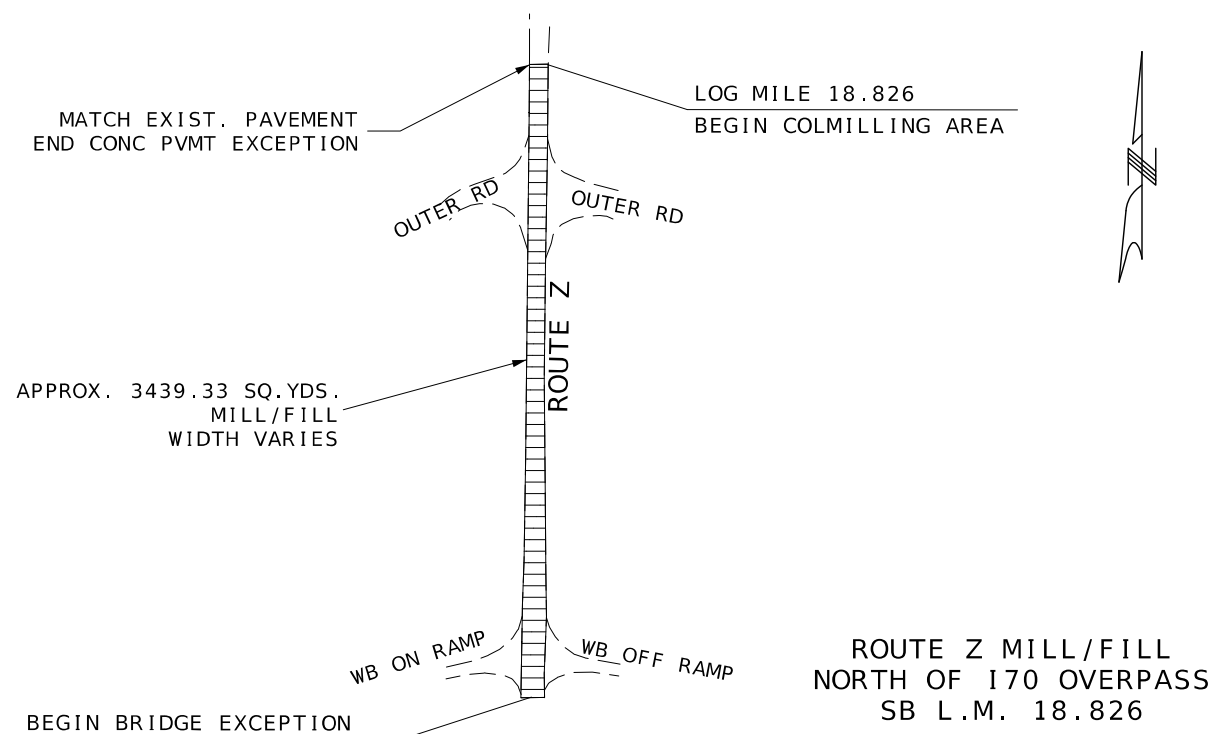 MATCH EXIST. PAVEMENT
END CONC PVMT EXCEPTION
LOG MILE 18.826
BEGIN COLMILLING AREA
N
OUTER RD
OUTER RD
ROUTE Z
APPROX. 3439.33 SQ.YDS.
MILL/FILL
WIDTH VARIES
WB ON RAMP
WB OFF RAMP
BEGIN BRIDGE EXCEPTION
ROUTE Z MILL/FILL
NORTH OF I70 OVERPASS
SB L.M. 18.826